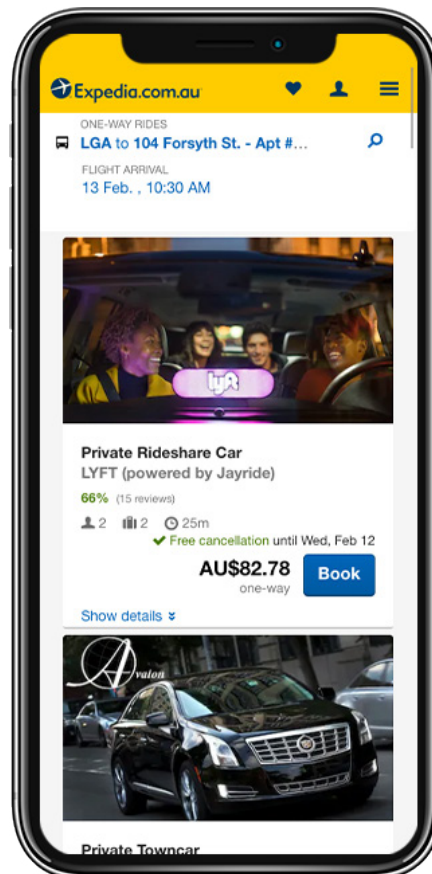 Expedia.com.au
ONE-WAY RIDES
LGA to 104 Forsyth St. - Apt #...
FLIGHT ARRIVAL
13 Feb. , 10:30 AM
lyft
Private Rideshare Car
LYFT (powered by Jayride)
66% (15 reviews)
2 2 25m
Free cancellation until Wed, Feb 12
AU$82.78
Book
one-way
Show details
Avalon
Private Towncar